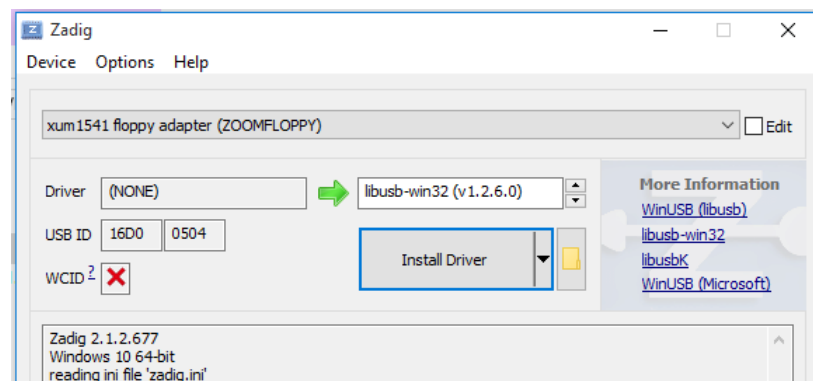 Zadig
Device Options Help
xum1541 floppy adapter (ZOOMFLOPPY)
Edit
Driver (NONE) libusb-win32 (v1.2.6.0)
USB ID 16D0 0504
WCID ?
Install Driver
More Information
WinUSB (libusb)
libusb-win32
libusbK
WinUSB (Microsoft)
Zadig 2.1.2.677
Windows 10 64-bit
reading ini file 'zadig.ini'